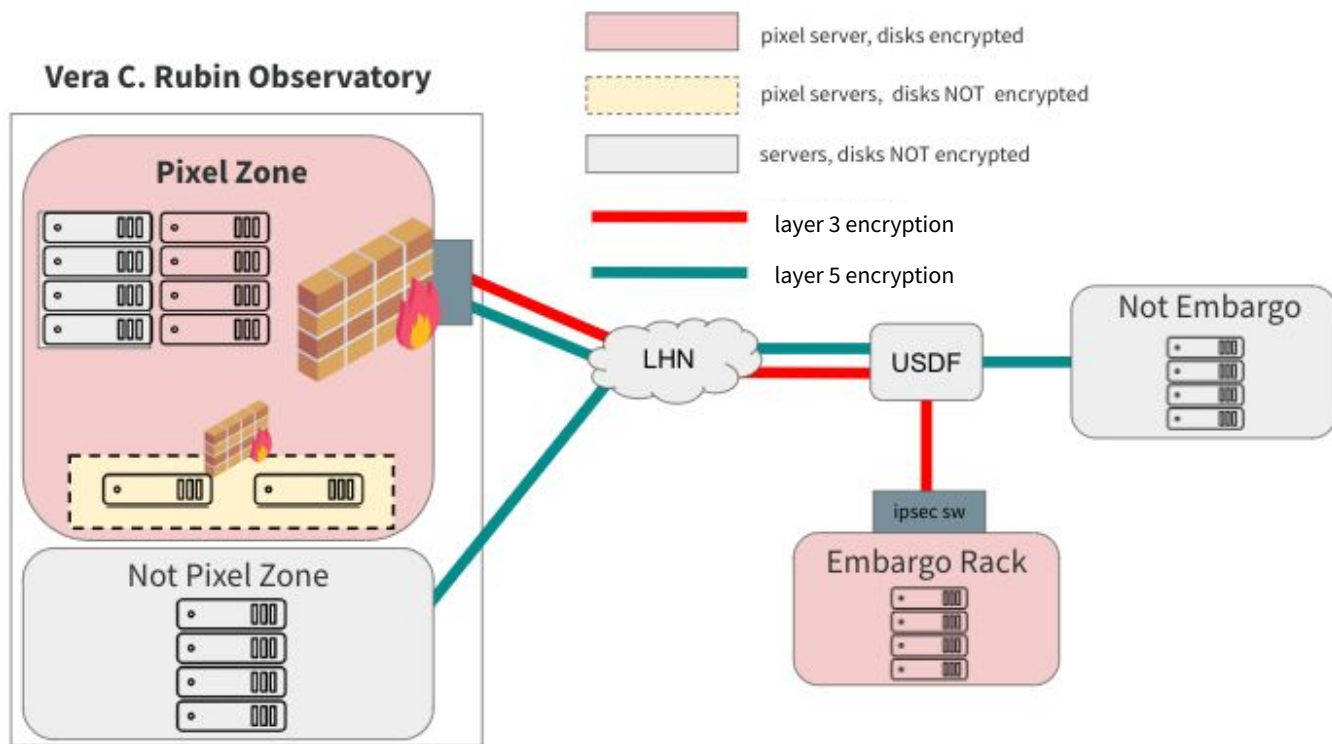 pixel server, disks encrypted
pixel servers, disks NOT encrypted
servers, disks NOT encrypted
layer 3 encryption
layer 5 encryption
Vera C. Rubin Observatory
Pixel Zone
Not Pixel Zone
LHN
USDF
Not Embargo
ipsec sw
Embargo Rack